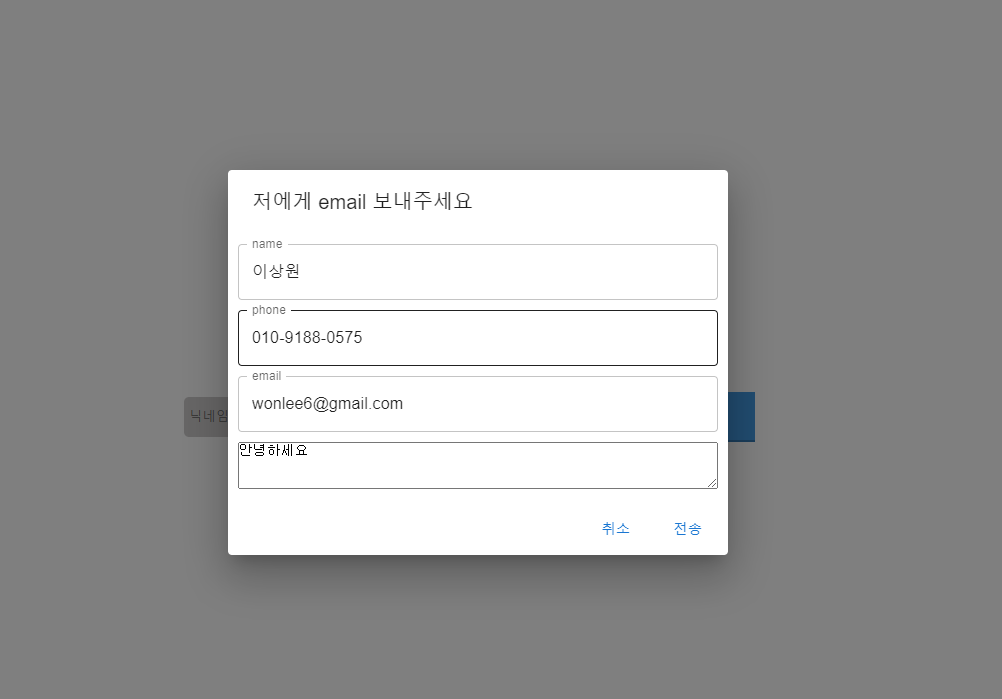 저에게 email 보내주세요
name
이상원
phone
010-9188-0575
email
wonlee6@gmail.com
닉네임
안녕하세요
취소 전송